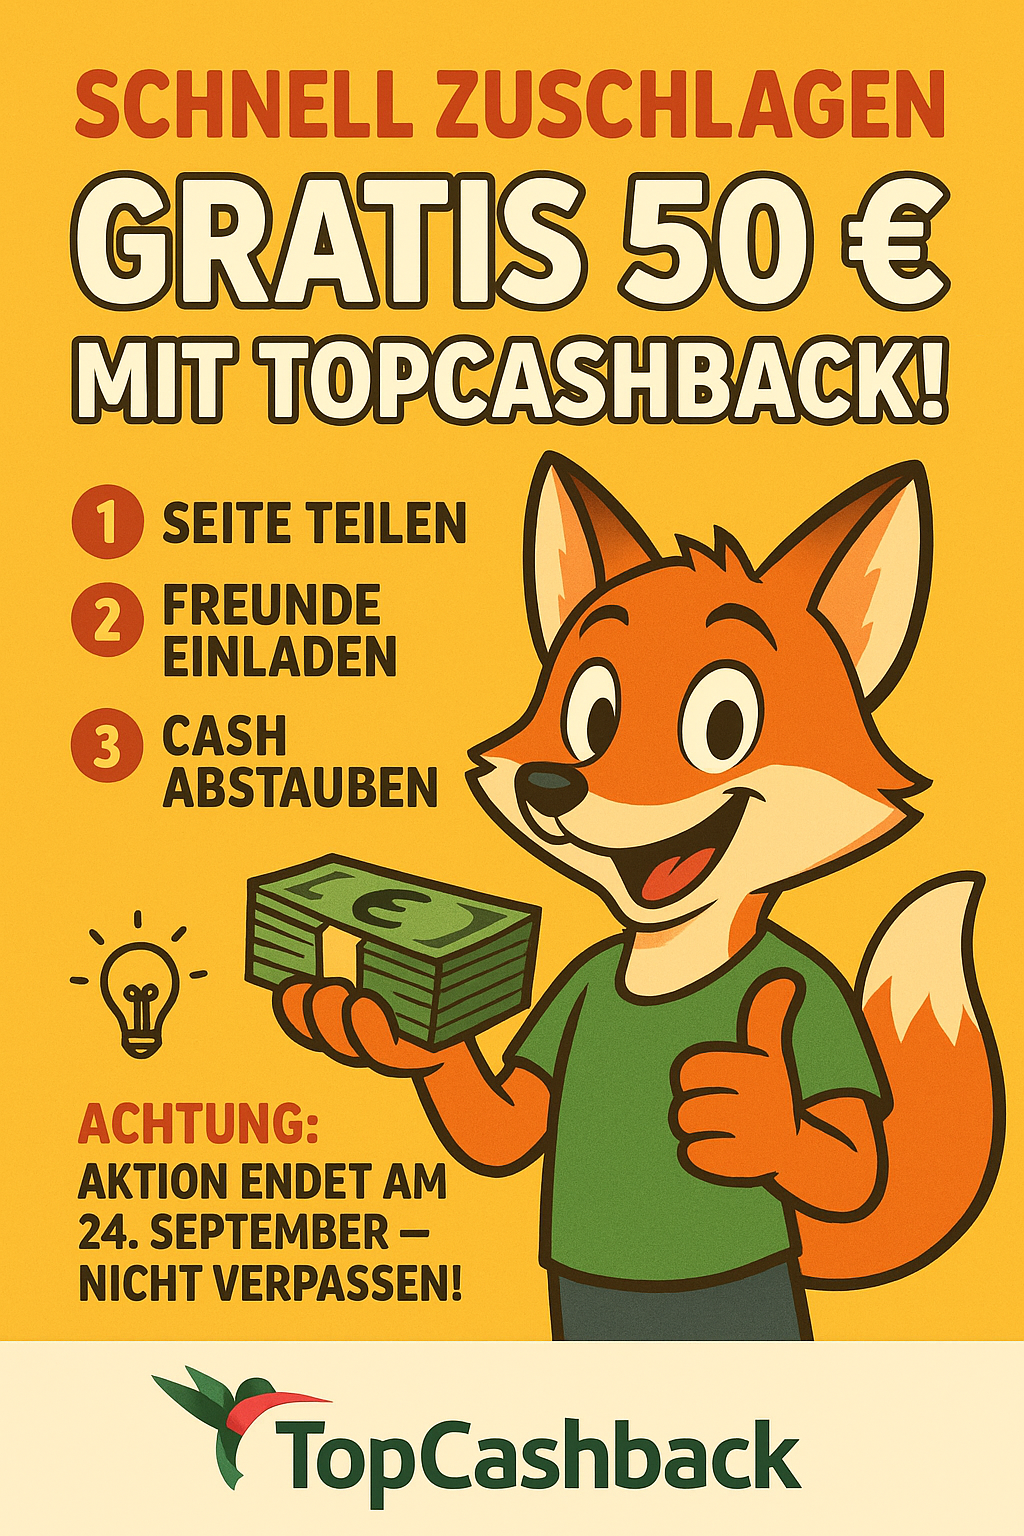 SCHNELL ZUSCHLAGEN
GRATIS 50 €
MIT TOPCASHBACK!
1 SEITE TEILEN
2 FREUNDE
EINLADEN
3 CASH
ABSTAUBEN
ACHTUNG:
AKTION ENDET AM
24. SEPTEMBER –
NICHT VERPASSEN!
TopCashback